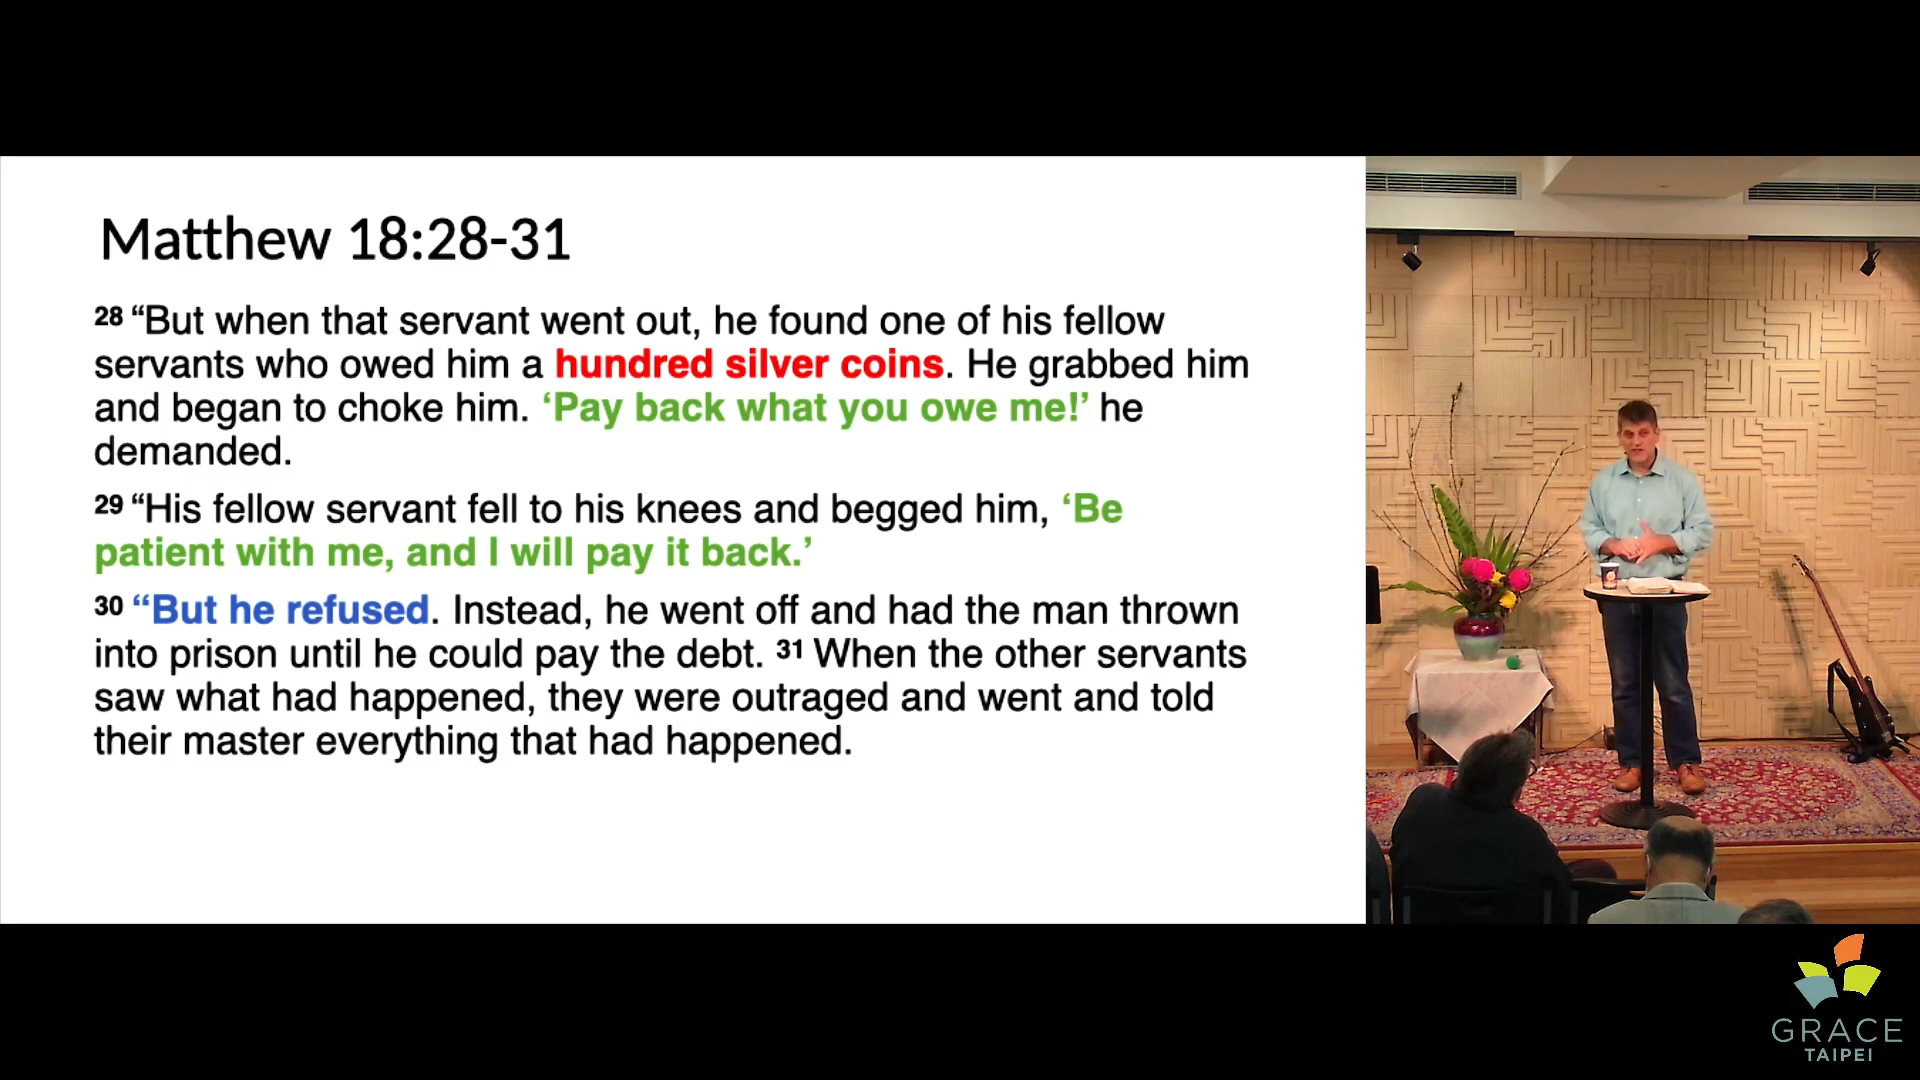 Matthew 18:28-31
28 “But when that servant went out, he found one of his fellow
servants who owed him a hundred silver coins. He grabbed him
and began to choke him. ‘Pay back what you owe me!’ he
demanded.
29 “His fellow servant fell to his knees and begged him, ‘Be
patient with me, and I will pay it back.’
30 “But he refused. Instead, he went off and had the man thrown
into prison until he could pay the debt. 31 When the other servants
saw what had happened, they were outraged and went and told
their master everything that had happened.
GRACE
TAIPEI